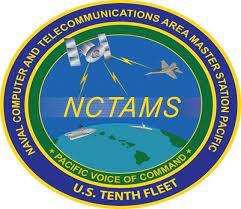 NAVAL COMPUTER AND TELECOMMUNICATIONS AREA MASTER STATION PACIFIC
NCTAMS
PACIFIC VOICE OF COMMAND
U.S. TENTH FLEET